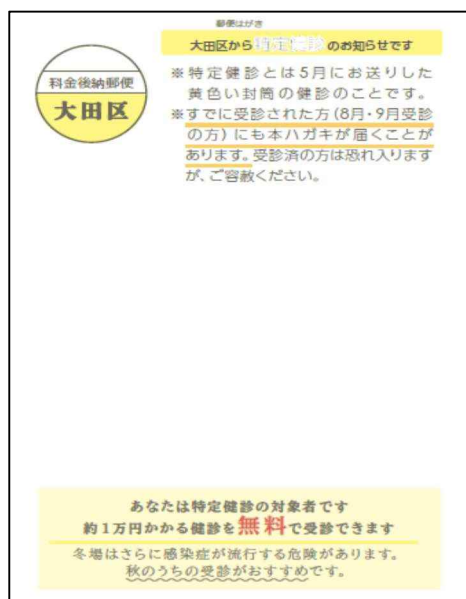 郵便はがき
大田区から特定健診のお知らせです
料金後納郵便
大田区
※特定健診とは5月にお送りした
黄色い封筒の健診のことです。
※すでに受診された方(8月・9月受診
の方)にも本ハガキが届くことが
あります。受診済の方は恐れ入ります
が、ご容赦ください。
あなたは特定健診の対象者です
約1万円かかる健診を無料で受診できます
冬場はさらに感染症が流行する危険があります。
秋のうちの受診がおすすめです。